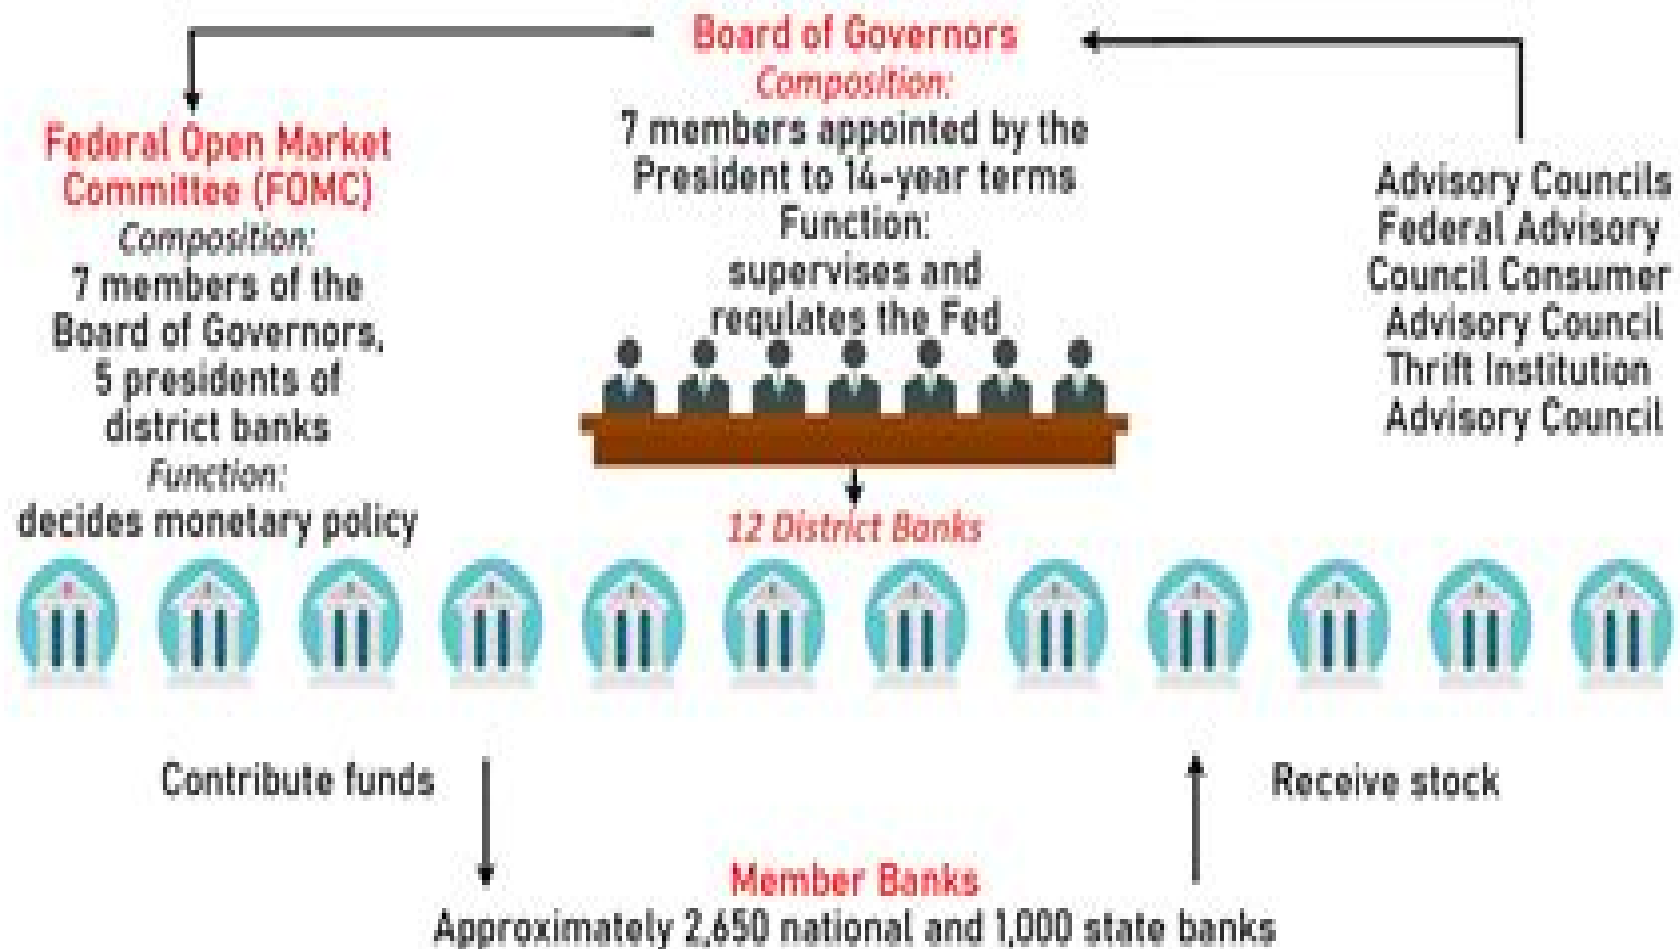 Board of Governors
Composition:
7 members appointed by the
President to 14-year terms
Function:
supervises and
regulates the Fed
Federal Open Market
Committee (FOMC)
Composition:
7 members of the
Board of Governors,
5 presidents of
district banks
Function:
decides monetary policy
Advisory Councils
Federal Advisory
Council Consumer
Advisory Council
Thrift Institution
Advisory Council
12 District Banks
Contribute funds
Receive stock
Member Banks
Approximately 2,650 national and 1,000 state banks